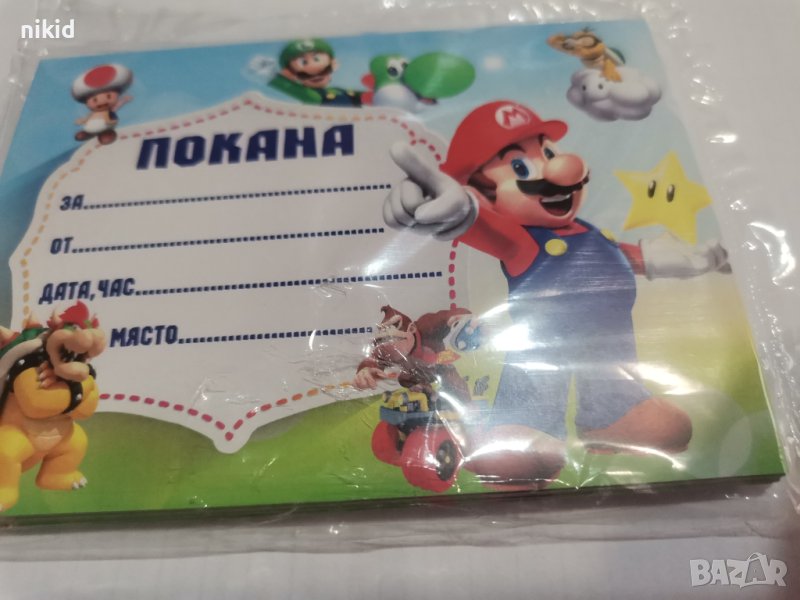 nikid
ПОКАНА
ЗА....................................................
ОТ....................................................
ДАТА,ЧАС....................................................
МЯСТО....................................
M
BAZAR